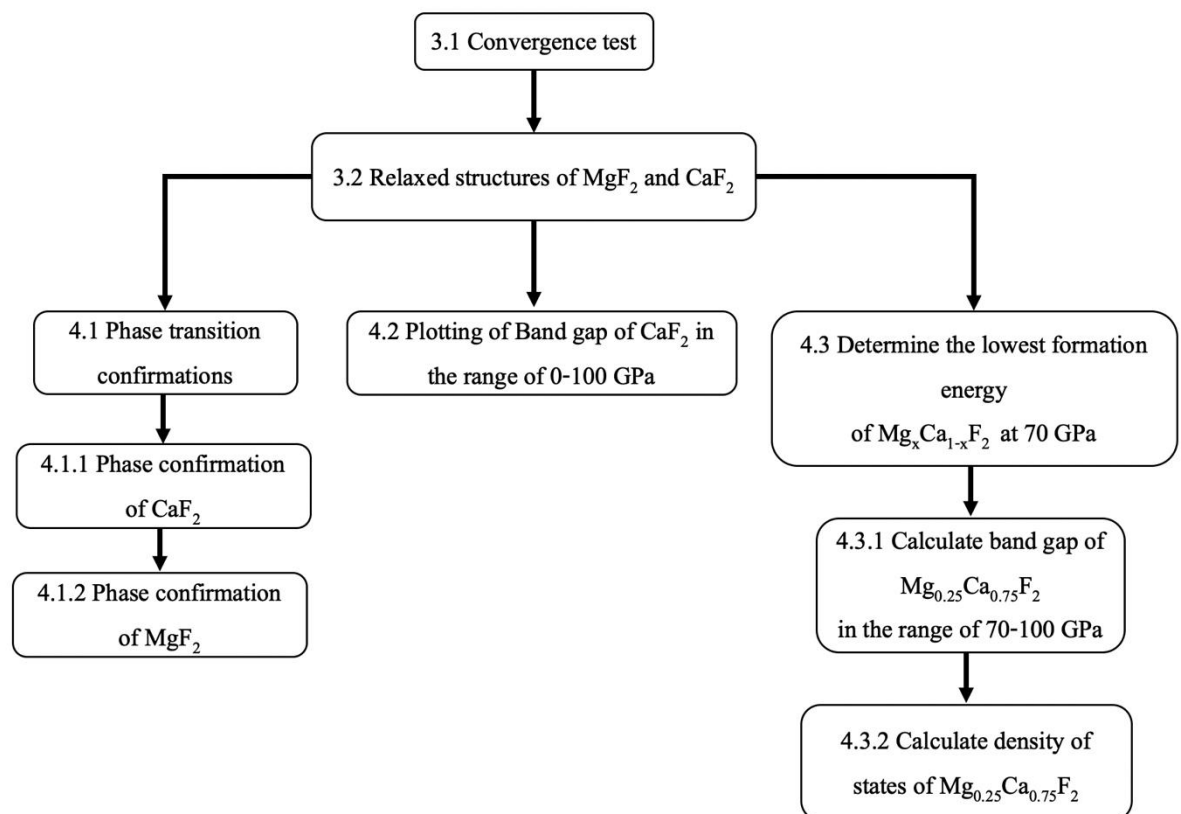 3.1 Convergence test
3.2 Relaxed structures of MgF₂ and CaF₂
4.1 Phase transition
confirmations
4.1.1 Phase confirmation
of CaF₂
4.1.2 Phase confirmation
of MgF₂
4.2 Plotting of Band gap of CaF₂ in
the range of 0-100 GPa
4.3 Determine the lowest formation
energy
of MgₓCa₁₋ₓF₂ at 70 GPa
4.3.1 Calculate band gap of
Mg₀.₂₅Ca₀.₇₅F₂
in the range of 70-100 GPa
4.3.2 Calculate density of
states of Mg₀.₂₅Ca₀.₇₅F₂